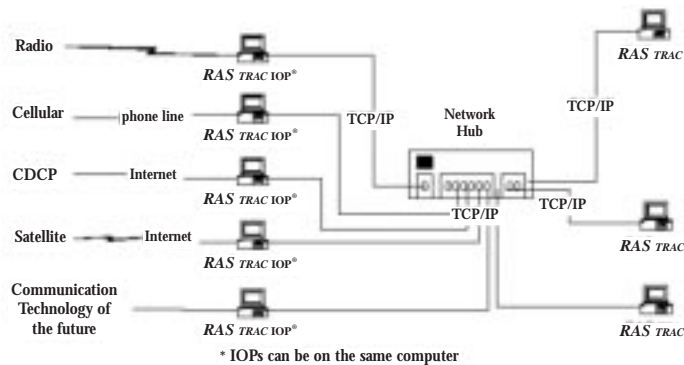 Radio
RAS TRAC IOP*
Cellular
phone line
RAS TRAC IOP*
CDCP
Internet
RAS TRAC IOP*
Satellite
Internet
RAS TRAC IOP*
Communication
Technology of
the future
RAS TRAC IOP*
TCP/IP
Network
Hub
TCP/IP
TCP/IP
TCP/IP
RAS TRAC
RAS TRAC
RAS TRAC
* IOPs can be on the same computer